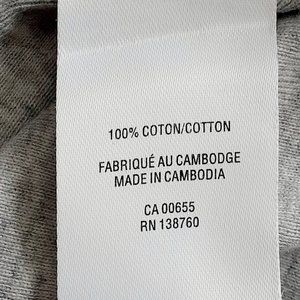 100% COTON/COTTON
FABRIQUÉ AU CAMBODGE
MADE IN CAMBODIA
CA 00655
RN 138760